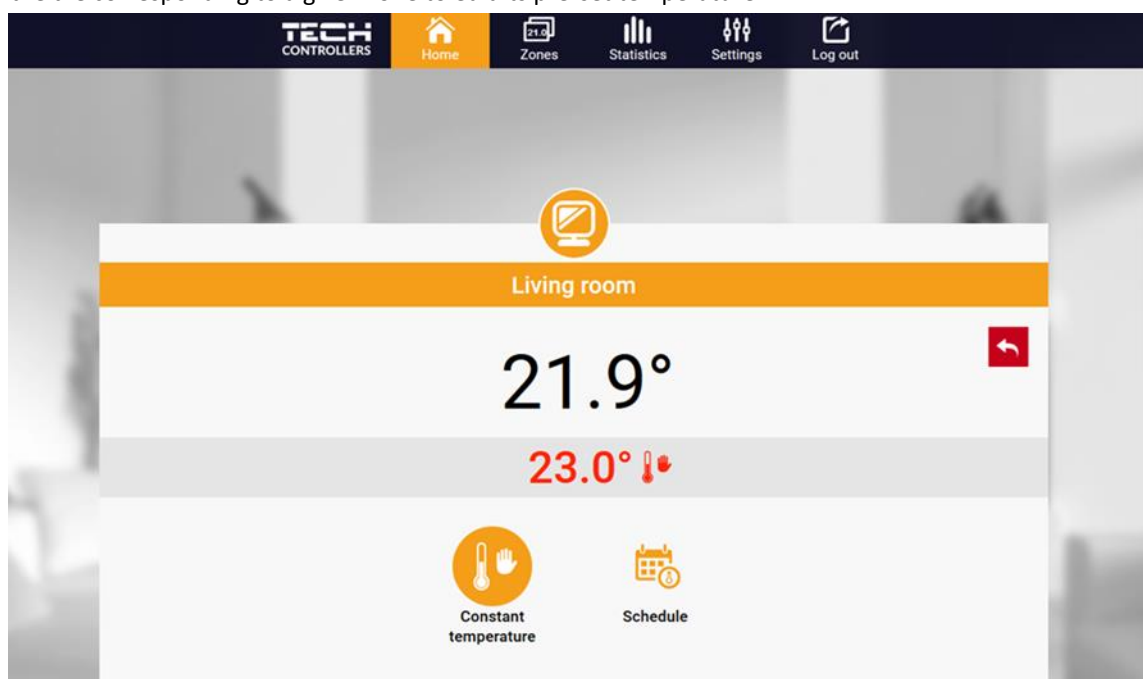 TECH
CONTROLLERS
Home
21.0
Zones
Statistics
Settings
Log out
Living room
21.9°
23.0°
Constant
temperature
Schedule